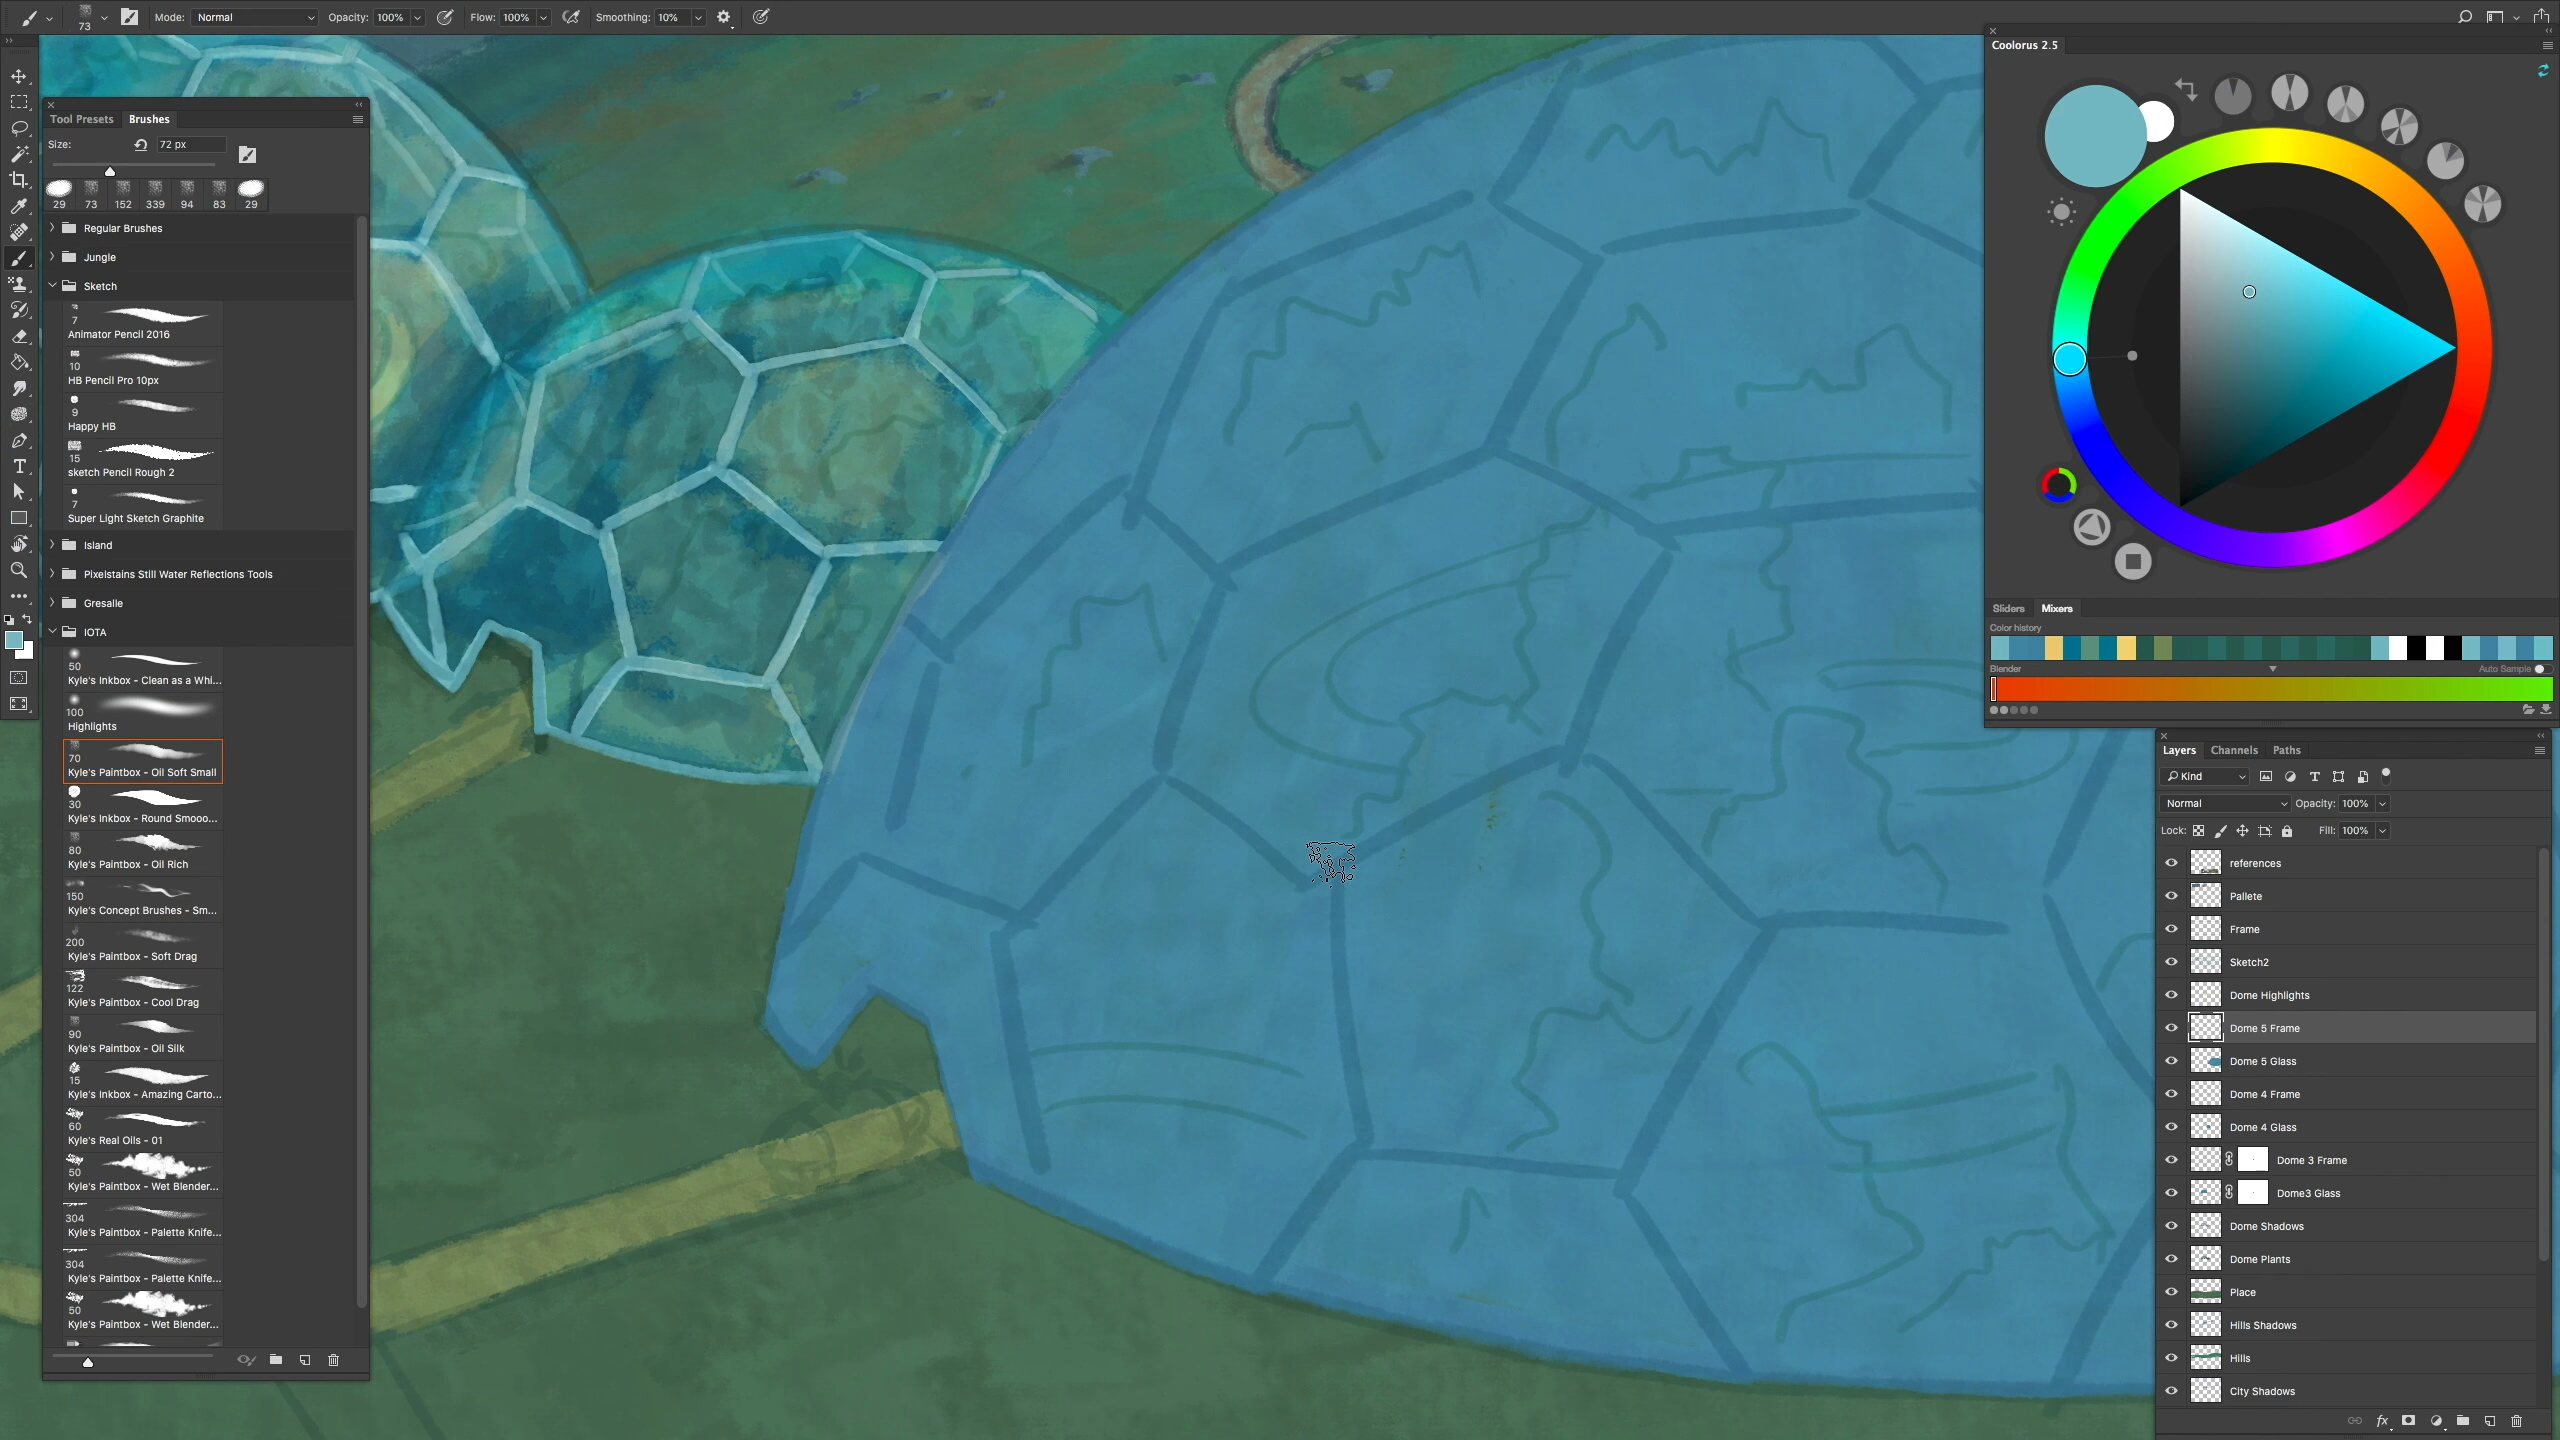 73
Mode: Normal Opacity: 100% Flow: 100% Smoothing: 10%
Tool Presets Brushes
Size: 72 px
29 73 152 339 94 83 29
Regular Brushes
Jungle
Sketch
7
Animator Pencil 2016
10
HB Pencil Pro 10px
9
Happy HB
15
sketch Pencil Rough 2
7
Super Light Sketch Graphite
Island
Pixelstains Still Water Reflections Tools
Gresalle
IOTA
50
Kyle's Inkbox - Clean as a Whi...
100
Highlights
70
Kyle's Paintbox - Oil Soft Small
30
Kyle's Inkbox - Round Smooo...
80
Kyle's Paintbox - Oil Rich
150
Kyle's Concept Brushes - Sm...
200
Kyle's Paintbox - Soft Drag
122
Kyle's Paintbox - Cool Drag
90
Kyle's Paintbox - Oil Silk
15
Kyle's Inkbox - Amazing Carto...
60
Kyle's Real Oils - 01
50
Kyle's Paintbox - Wet Blender...
304
Kyle's Paintbox - Palette Knife...
304
Kyle's Paintbox - Palette Knife...
50
Kyle's Paintbox - Wet Blender...
Coolorus 2.5
Sliders Mixers
Color history
Blender Auto Sample
Layers Channels Paths
Kind
Normal Opacity: 100%
Lock: Fill: 100%
references
Pallete
Frame
Sketch2
Dome Highlights
Dome 5 Frame
Dome 5 Glass
Dome 4 Frame
Dome 4 Glass
Dome 3 Frame
Dome3 Glass
Dome Shadows
Dome Plants
Place
Hills Shadows
Hills
City Shadows
fx